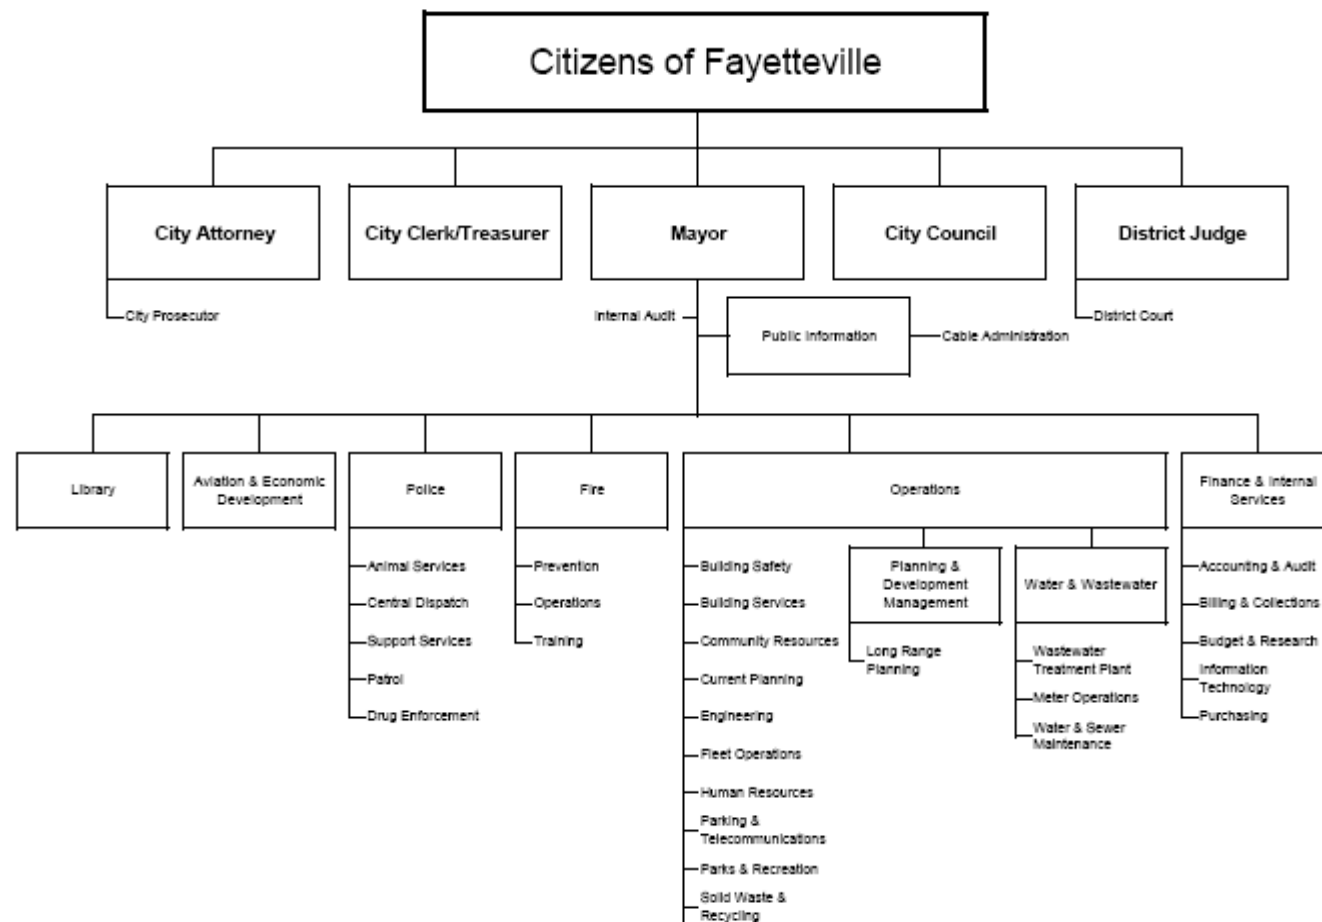 Citizens of Fayetteville
City Attorney
City Clerk/Treasurer
Mayor
City Council
District Judge
City Prosecutor
Internal Audit
Public Information
Cable Administration
District Court
Library
Aviation & Economic
Development
Police
Fire
Operations
Finance & Internal
Services
Animal Services
Central Dispatch
Support Services
Patrol
Drug Enforcement
Prevention
Operations
Training
Building Safety
Building Services
Community Resources
Current Planning
Engineering
Fleet Operations
Human Resources
Parking &
Telecommunications
Parks & Recreation
Solid Waste &
Recycling
Planning &
Development
Management
Long Range
Planning
Water & Wastewater
Wastewater
Treatment Plant
Meter Operations
Water & Sewer
Maintenance
Accounting & Audit
Billing & Collections
Budget & Research
Information
Technology
Purchasing